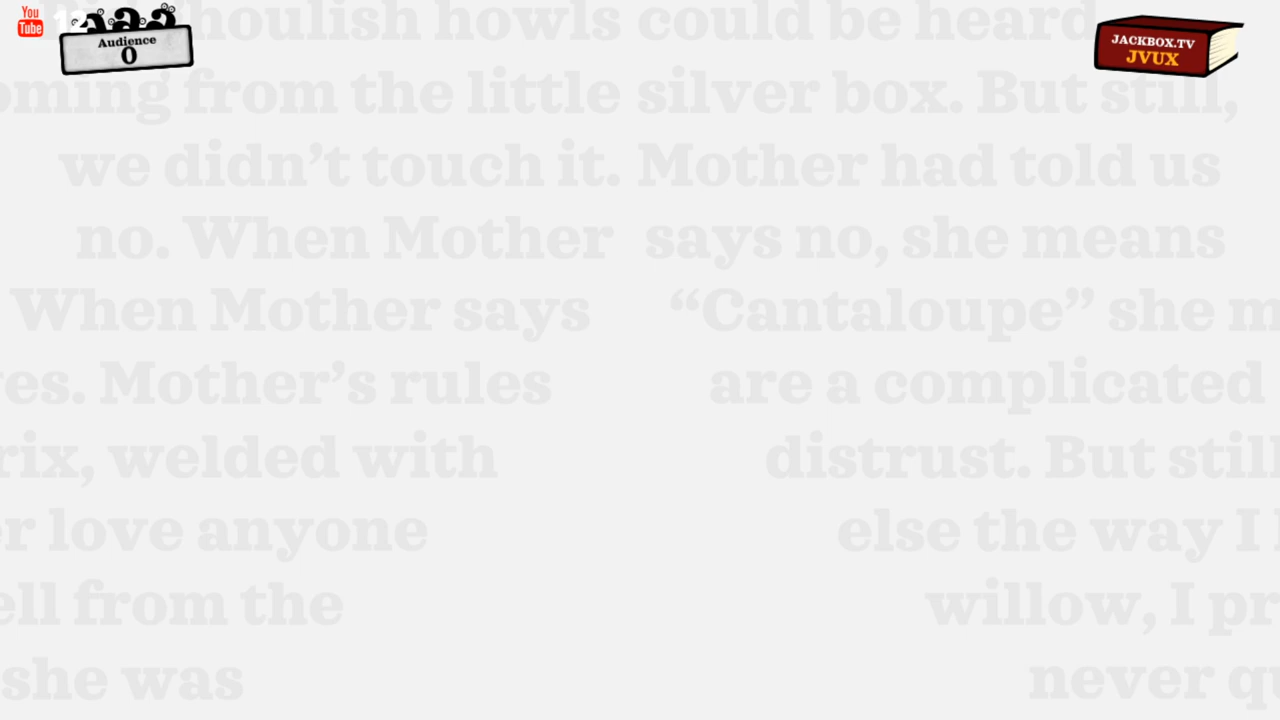 You
Tube
Audience
0
JACKBOX.TV
JVUX
houlish howls could be heard
oming from the little silver box. But still,
we didn't touch it. Mother had told us
no. When Mother says no, she means
When Mother says "Cantaloupe" she m
es. Mother's rules are a complicated
rix, welded with distrust. But still
r love anyone else the way I
ell from the willow, I pr
she was never qu